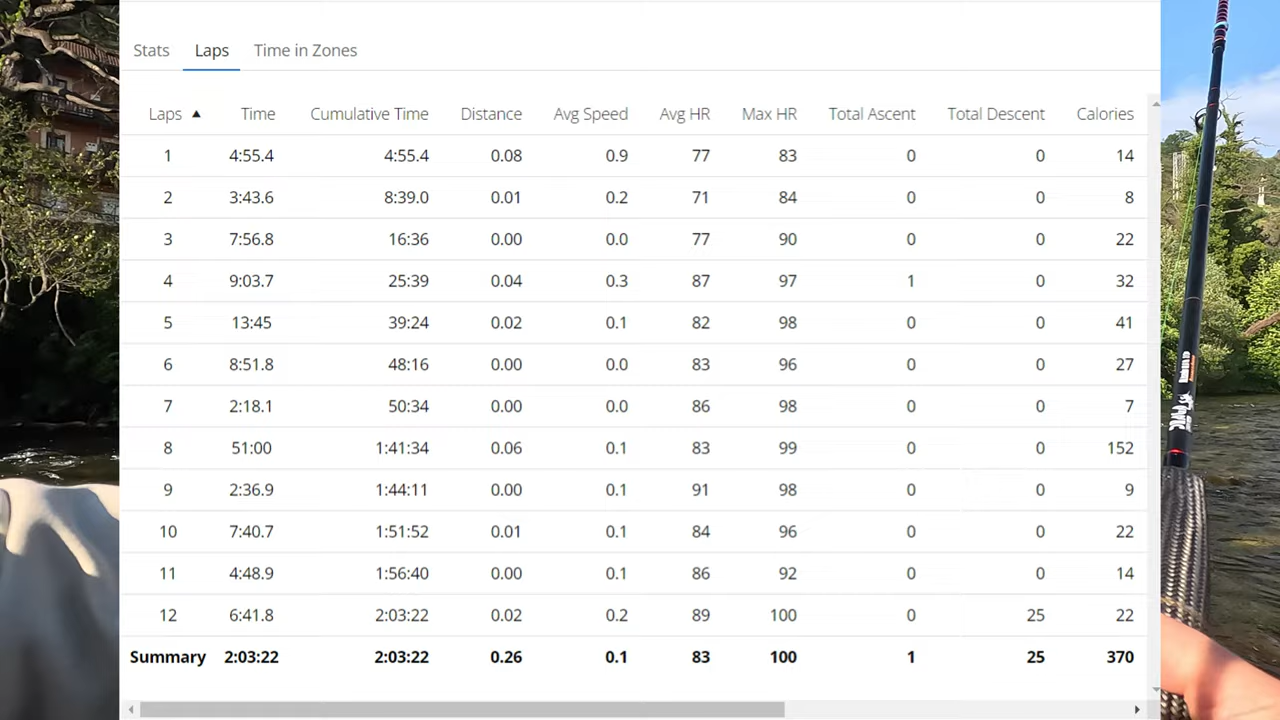 Stats Laps Time in Zones
Laps ▲ Time Cumulative Time Distance Avg Speed Avg HR Max HR Total Ascent Total Descent Calories
1 4:55.4 4:55.4 0.08 0.9 77 83 0 0 14
2 3:43.6 8:39.0 0.01 0.2 71 84 0 0 8
3 7:56.8 16:36 0.00 0.0 77 90 0 0 22
4 9:03.7 25:39 0.04 0.3 87 97 1 0 32
5 13:45 39:24 0.02 0.1 82 98 0 0 41
6 8:51.8 48:16 0.00 0.0 83 96 0 0 27
7 2:18.1 50:34 0.00 0.0 86 98 0 0 7
8 51:00 1:41:34 0.06 0.1 83 99 0 0 152
9 2:36.9 1:44:11 0.00 0.1 91 98 0 0 9
10 7:40.7 1:51:52 0.01 0.1 84 96 0 0 22
11 4:48.9 1:56:40 0.00 0.1 86 92 0 0 14
12 6:41.8 2:03:22 0.02 0.2 89 100 0 25 22
Summary 2:03:22 2:03:22 0.26 0.1 83 100 1 25 370